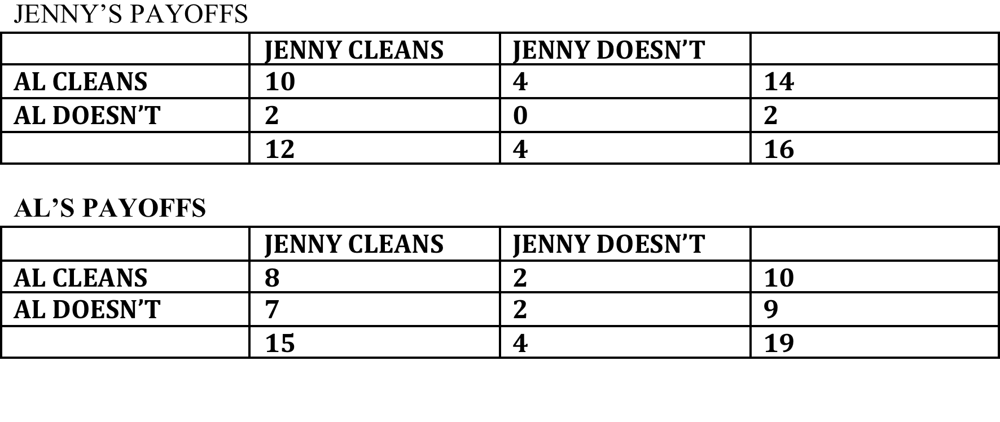 JENNY’S PAYOFFS
JENNY CLEANS JENNY DOESN’T
AL CLEANS 10 4 14
AL DOESN’T 2 0 2
12 4 16
AL’S PAYOFFS
JENNY CLEANS JENNY DOESN’T
AL CLEANS 8 2 10
AL DOESN’T 7 2 9
15 4 19